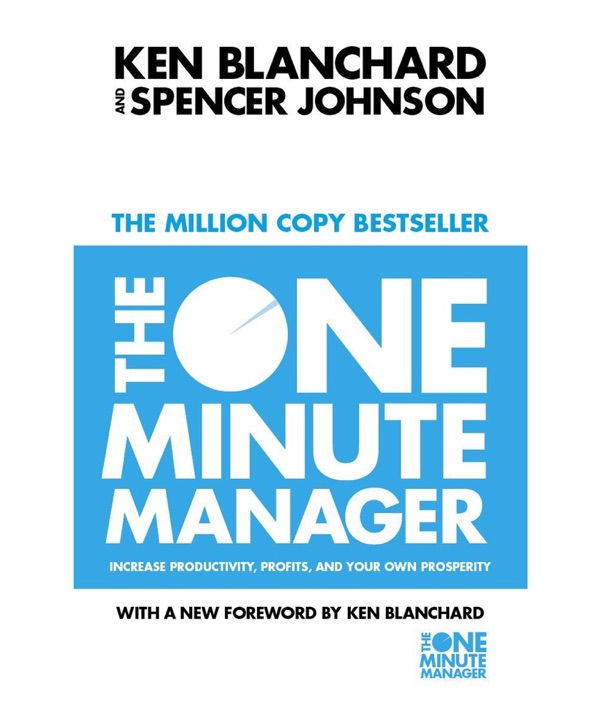 KEN BLANCHARD
AND SPENCER JOHNSON
THE MILLION COPY BESTSELLER
THE ONE
MINUTE
MANAGER
INCREASE PRODUCTIVITY, PROFITS, AND YOUR OWN PROSPERITY
WITH A NEW FOREWORD BY KEN BLANCHARD
THE ONE
MINUTE
MANAGER